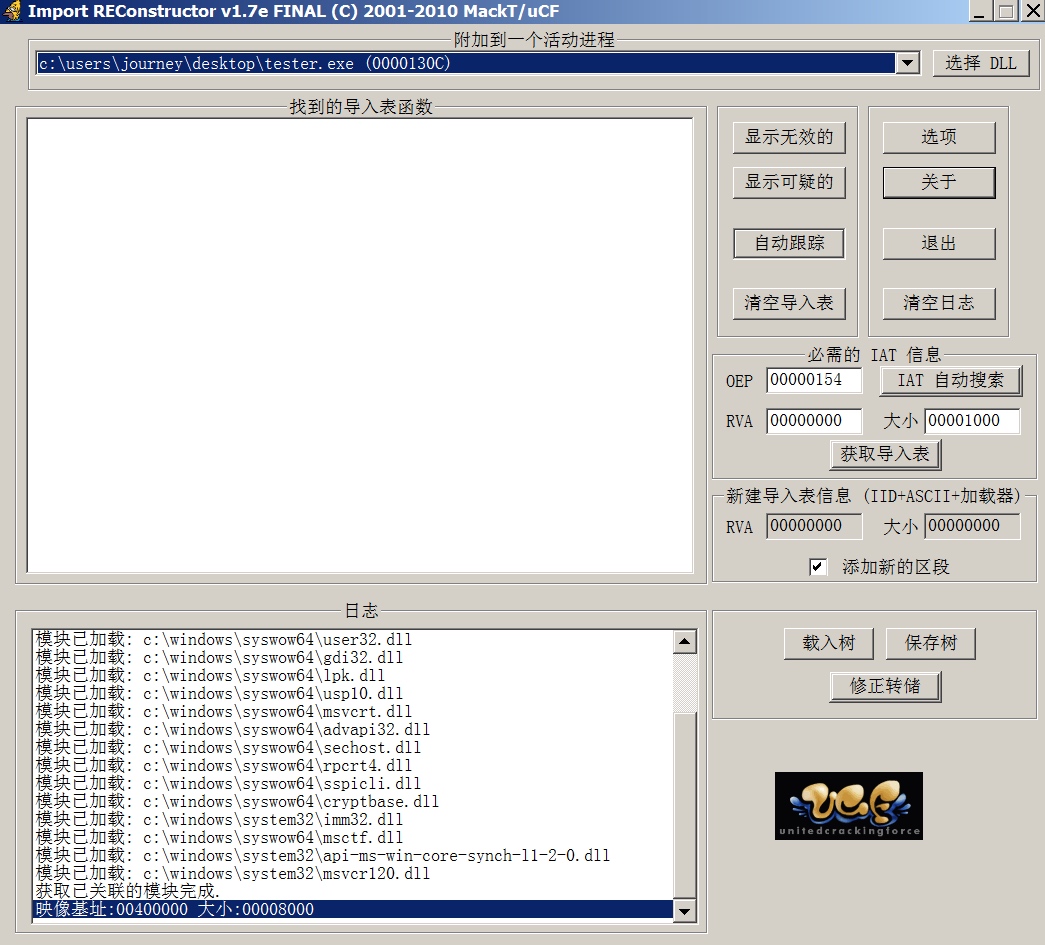 Import REConstructor v1.7e FINAL (C) 2001-2010 MackT/uCF
附加到一个活动进程
c:\users\journey\desktop\tester.exe (0000130C)
选择 DLL
找到的导入表函数
显示无效的
选项
显示可疑的
关于
自动跟踪
退出
清空导入表
清空日志
必需的 IAT 信息
OEP 00000154 IAT 自动搜索
RVA 00000000 大小 00001000
获取导入表
新建导入表信息 (IID+ASCII+加载器)
RVA 00000000 大小 00000000
添加新的区段
日志
模块已加载: c:\windows\syswow64\user32.dll
模块已加载: c:\windows\syswow64\gdi32.dll
模块已加载: c:\windows\syswow64\lpk.dll
模块已加载: c:\windows\syswow64\usp10.dll
模块已加载: c:\windows\syswow64\msvcrt.dll
模块已加载: c:\windows\syswow64\advapi32.dll
模块已加载: c:\windows\syswow64\sechost.dll
模块已加载: c:\windows\syswow64\rpcrt4.dll
模块已加载: c:\windows\syswow64\sspicli.dll
模块已加载: c:\windows\syswow64\cryptbase.dll
模块已加载: c:\windows\system32\imm32.dll
模块已加载: c:\windows\syswow64\msctf.dll
模块已加载: c:\windows\system32\api-ms-win-core-synch-l1-2-0.dll
模块已加载: c:\windows\system32\msvcr120.dll
获取已关联的模块完成.
映像基址:00400000 大小:00008000
载入树
保存树
修正转储
UCF
unitedcrackingforce